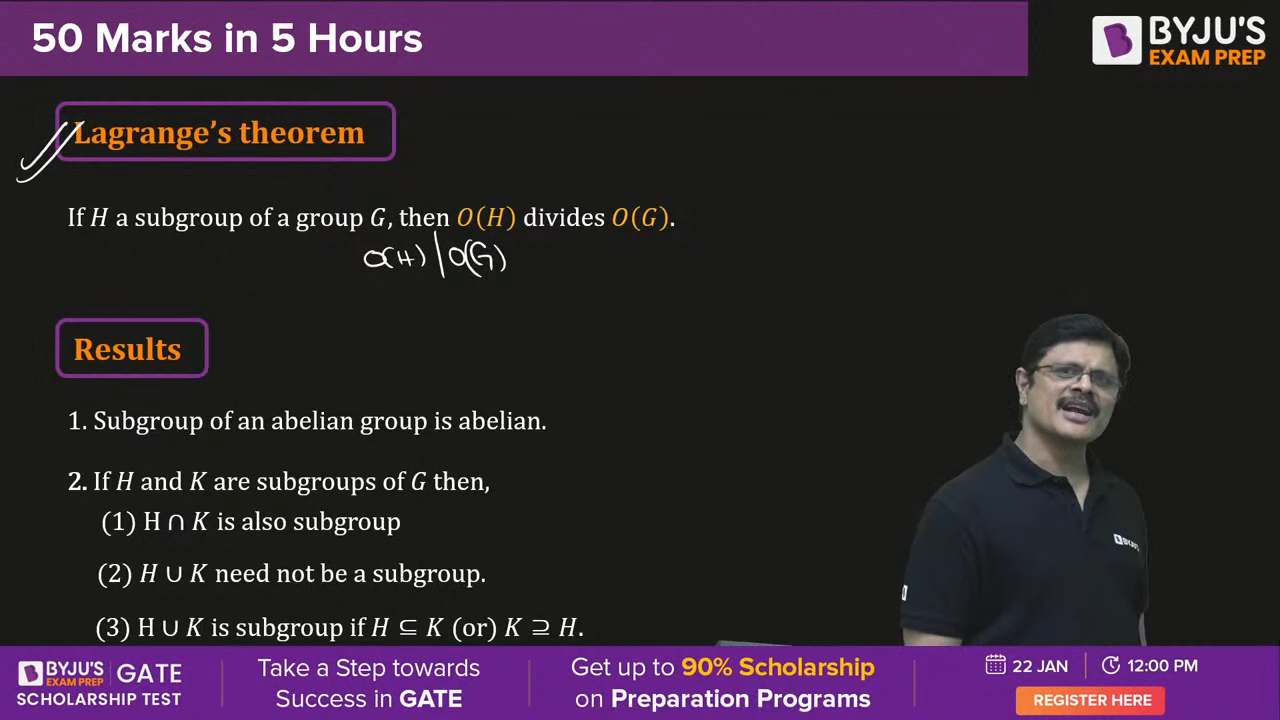 50 Marks in 5 Hours
BYJU'S
EXAM PREP
Lagrange's theorem
If H a subgroup of a group G, then O(H) divides O(G).
O(H) | O(G)
Results
1. Subgroup of an abelian group is abelian.
2. If H and K are subgroups of G then,
(1) H ∩ K is also subgroup
(2) H ∪ K need not be a subgroup.
(3) H ∪ K is subgroup if H ⊆ K (or) K ⊇ H.
BYJU'S
BYJU'S
EXAM PREP
GATE
SCHOLARSHIP TEST
Take a Step towards
Success in GATE
Get up to 90% Scholarship
on Preparation Programs
22 JAN
12:00 PM
REGISTER HERE